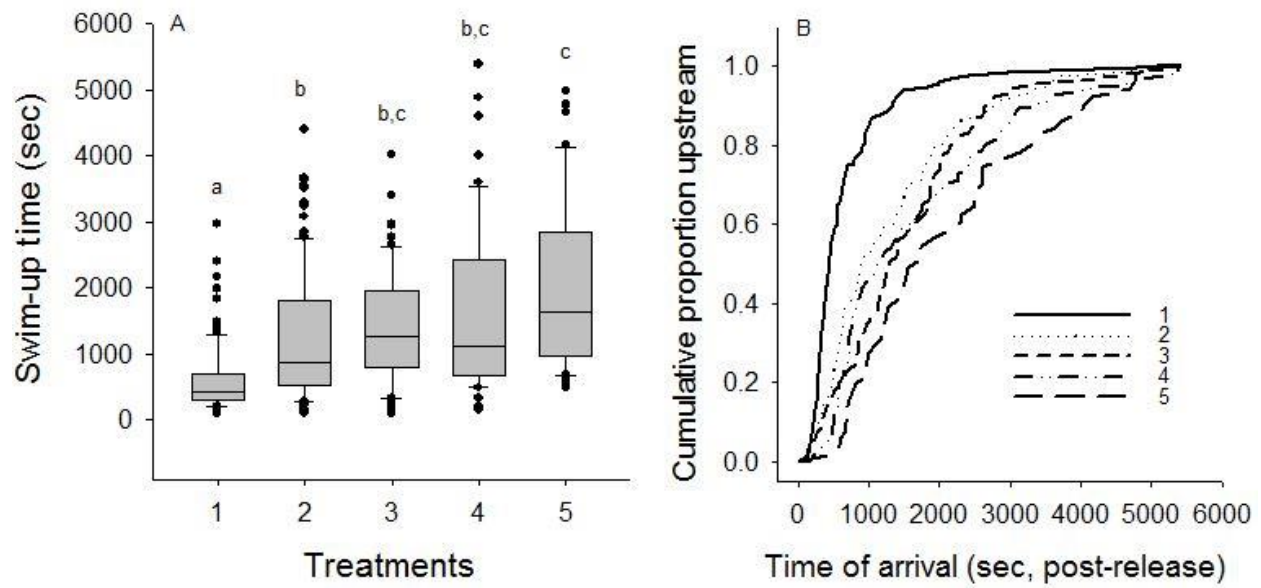 A
Swim-up time (sec)
6000
5000
4000
3000
2000
1000
0
a
b
b,c
b,c
c
1 2 3 4 5
Treatments
B
Cumulative proportion upstream
1.0
0.8
0.6
0.4
0.2
0.0
1
2
3
4
5
0 1000 2000 3000 4000 5000 6000
Time of arrival (sec, post-release)